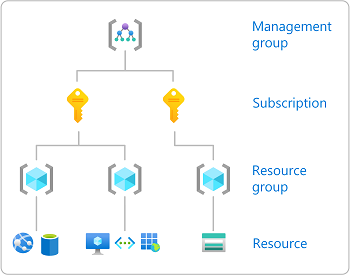 Management
group
Subscription
Resource
group
Resource